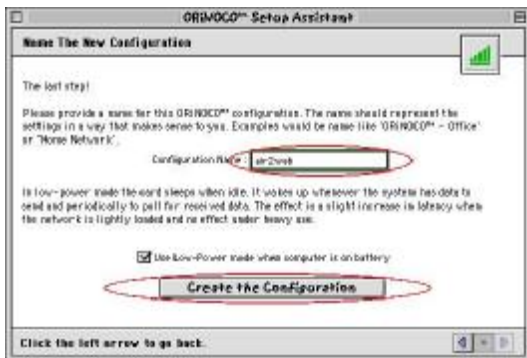 ORiNOCO™ Setup Assistant
Name The New Configuration
The last step!
Please provide a name for this ORiNOCO™ configuration. The name should represent the
settings in a way that makes sense to you. Examples would be name like 'ORiNOCO™ - Office'
or 'Home Network'.
Configuration Name : air2web
In low-power mode the card sleeps when idle. It wakes up whenever the system has data to
send and periodically to poll for received data. The effect is a slight increase in latency when
the network is lightly loaded and no effect under heavy use.
Use Low-Power mode when computer is on battery
Create the Configuration
Click the left arrow to go back.